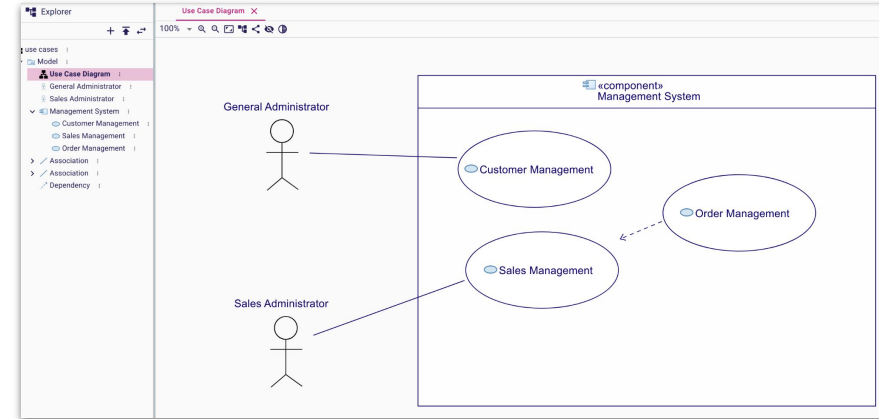 Explorer
Use Case Diagram
100%
use cases
Model
Use Case Diagram
General Administrator
Sales Administrator
Management System
Customer Management
Sales Management
Order Management
Association
Association
Dependency
General Administrator
Sales Administrator
«component»
Management System
Customer Management
Order Management
Sales Management